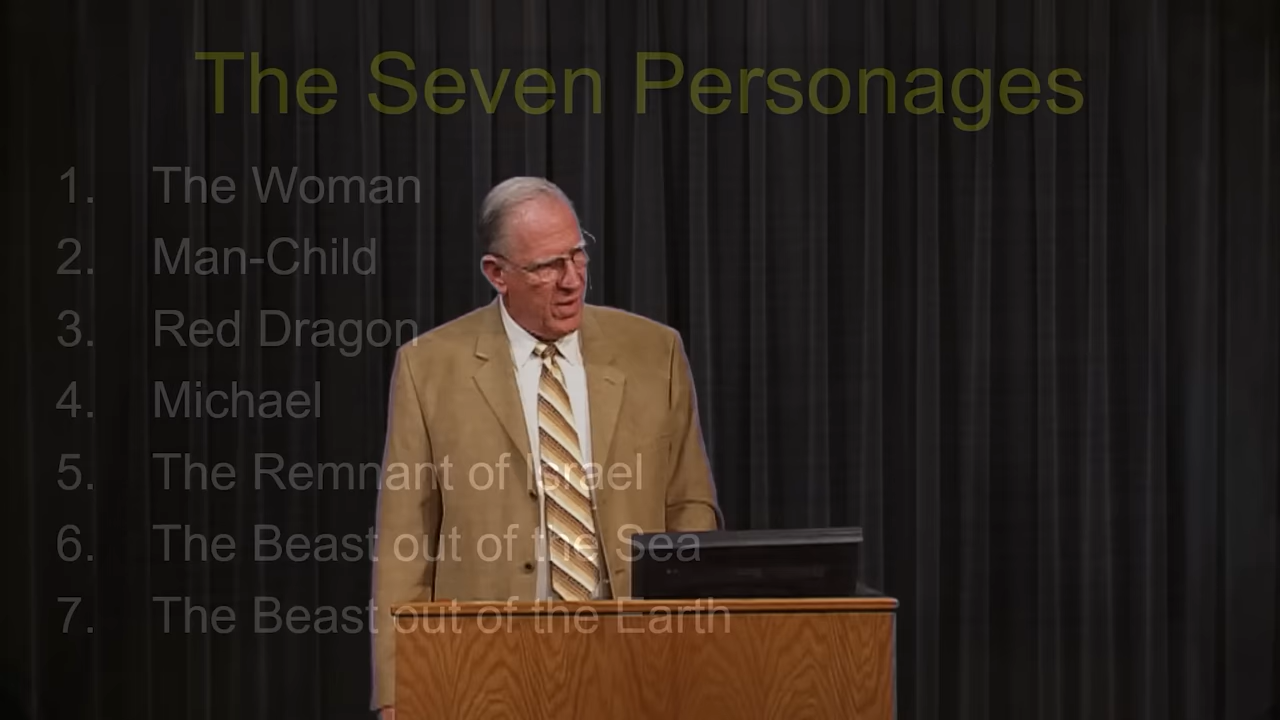 The Seven Personages
1. The Woman
2. Man-Child
3. Red Dragon
4. Michael
5. The Remnant of Israel
6. The Beast out of the Sea
7. The Beast out of the Earth